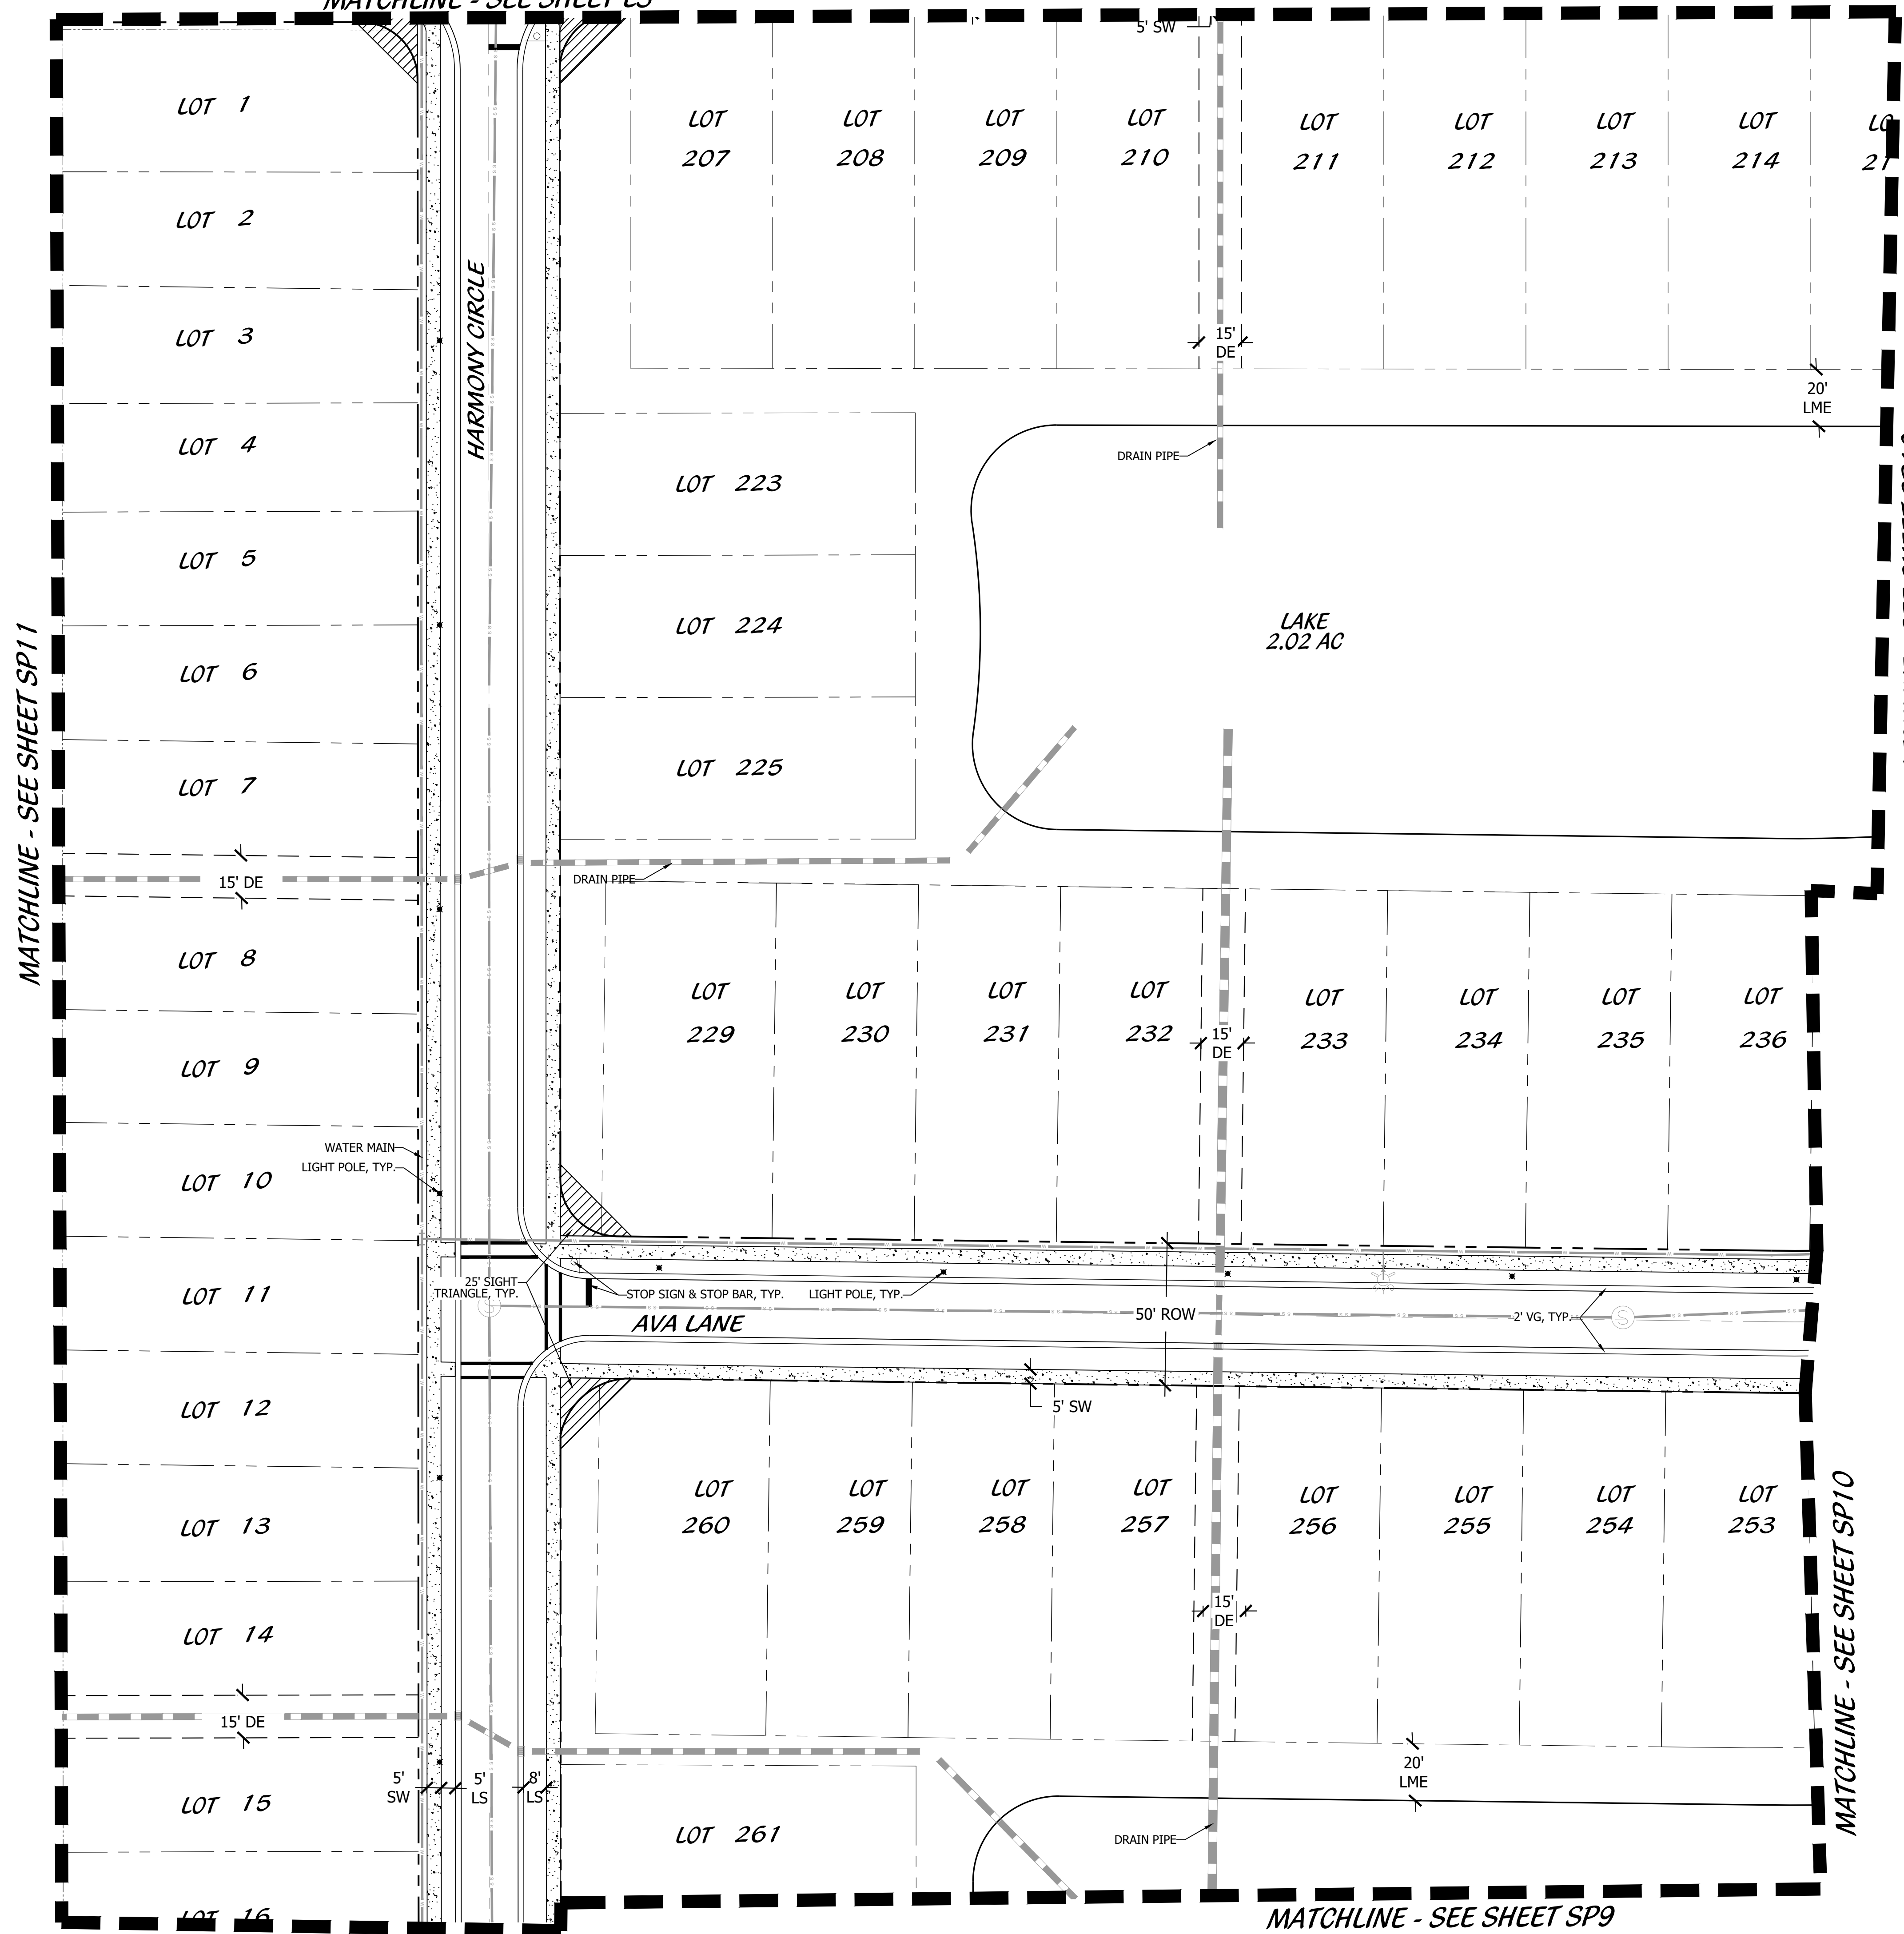 MATCHLINE - SEE SHEET
5' SW
LOT 1
LOT 207
LOT 208
LOT 209
LOT 210
LOT 211
LOT 212
LOT 213
LOT 214
LOT 2
HARMONY CIRCLE
LOT 3
15' DE
20' LME
LOT 4
DRAIN PIPE
LOT 223
LOT 5
LOT 224
LAKE
2.02 AC
LOT 6
MATCHLINE - SEE SHEET SP11
LOT 225
LOT 7
15' DE
DRAIN PIPE
LOT 8
LOT 229
LOT 230
LOT 231
LOT 232
15' DE
LOT 233
LOT 234
LOT 235
LOT 236
LOT 9
WATER MAIN
LIGHT POLE, TYP.
LOT 10
25' SIGHT
TRIANGLE, TYP.
STOP SIGN & STOP BAR, TYP.
LIGHT POLE, TYP.
LOT 11
S
AVA LANE
50' ROW
2' VG, TYP.
S
5' SW
LOT 12
LOT 260
LOT 259
LOT 258
LOT 257
LOT 256
LOT 255
LOT 254
LOT 253
LOT 13
15' DE
LOT 14
MATCHLINE - SEE SHEET SP10
15' DE
20' LME
5' SW
5' LS
8' LS
LOT 15
LOT 261
DRAIN PIPE
LOT 16
MATCHLINE - SEE SHEET SP9